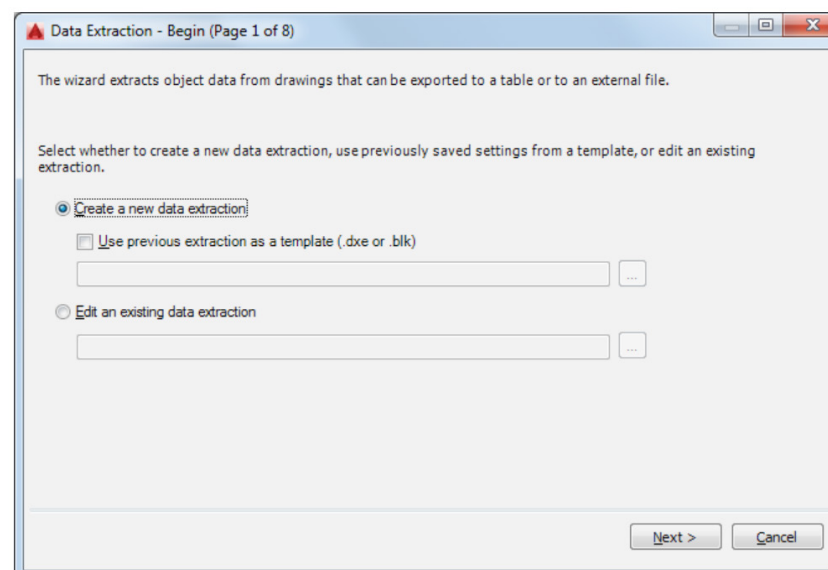 Data Extraction - Begin (Page 1 of 8)
The wizard extracts object data from drawings that can be exported to a table or to an external file.
Select whether to create a new data extraction, use previously saved settings from a template, or edit an existing
extraction.
Create a new data extraction
Use previous extraction as a template (.dxe or .blk)
...
Edit an existing data extraction
...
Next >
Cancel